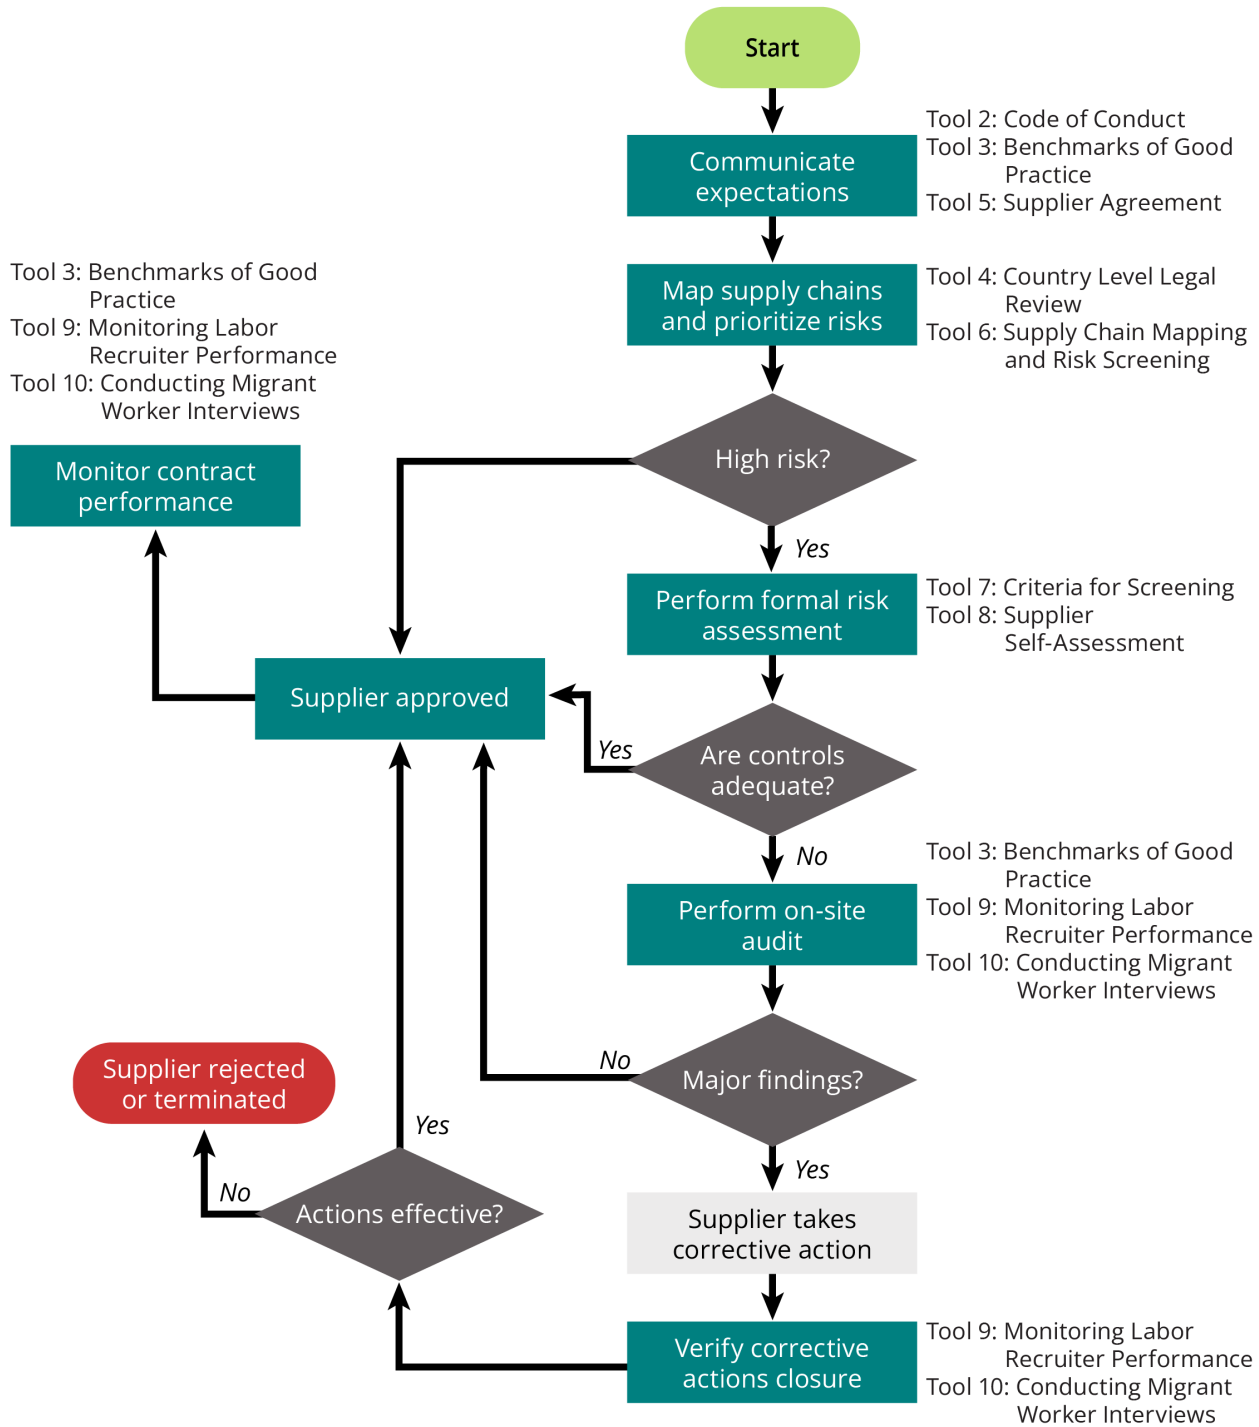 Start
Tool 2: Code of Conduct
Tool 3: Benchmarks of Good
Practice
Tool 5: Supplier Agreement
Communicate
expectations
Map supply chains
and prioritize risks
Tool 4: Country Level Legal
Review
Tool 6: Supply Chain Mapping
and Risk Screening
Tool 3: Benchmarks of Good
Practice
Tool 9: Monitoring Labor
Recruiter Performance
Tool 10: Conducting Migrant
Worker Interviews
Monitor contract
performance
High risk?
Yes
Perform formal risk
assessment
Tool 7: Criteria for Screening
Tool 8: Supplier
Self-Assessment
Supplier approved
Yes
Are controls
adequate?
No
Perform on-site
audit
Tool 3: Benchmarks of Good
Practice
Tool 9: Monitoring Labor
Recruiter Performance
Tool 10: Conducting Migrant
Worker Interviews
No
Major findings?
Supplier rejected
or terminated
Yes
Yes
No
Actions effective?
Supplier takes
corrective action
Verify corrective
actions closure
Tool 9: Monitoring Labor
Recruiter Performance
Tool 10: Conducting Migrant
Worker Interviews